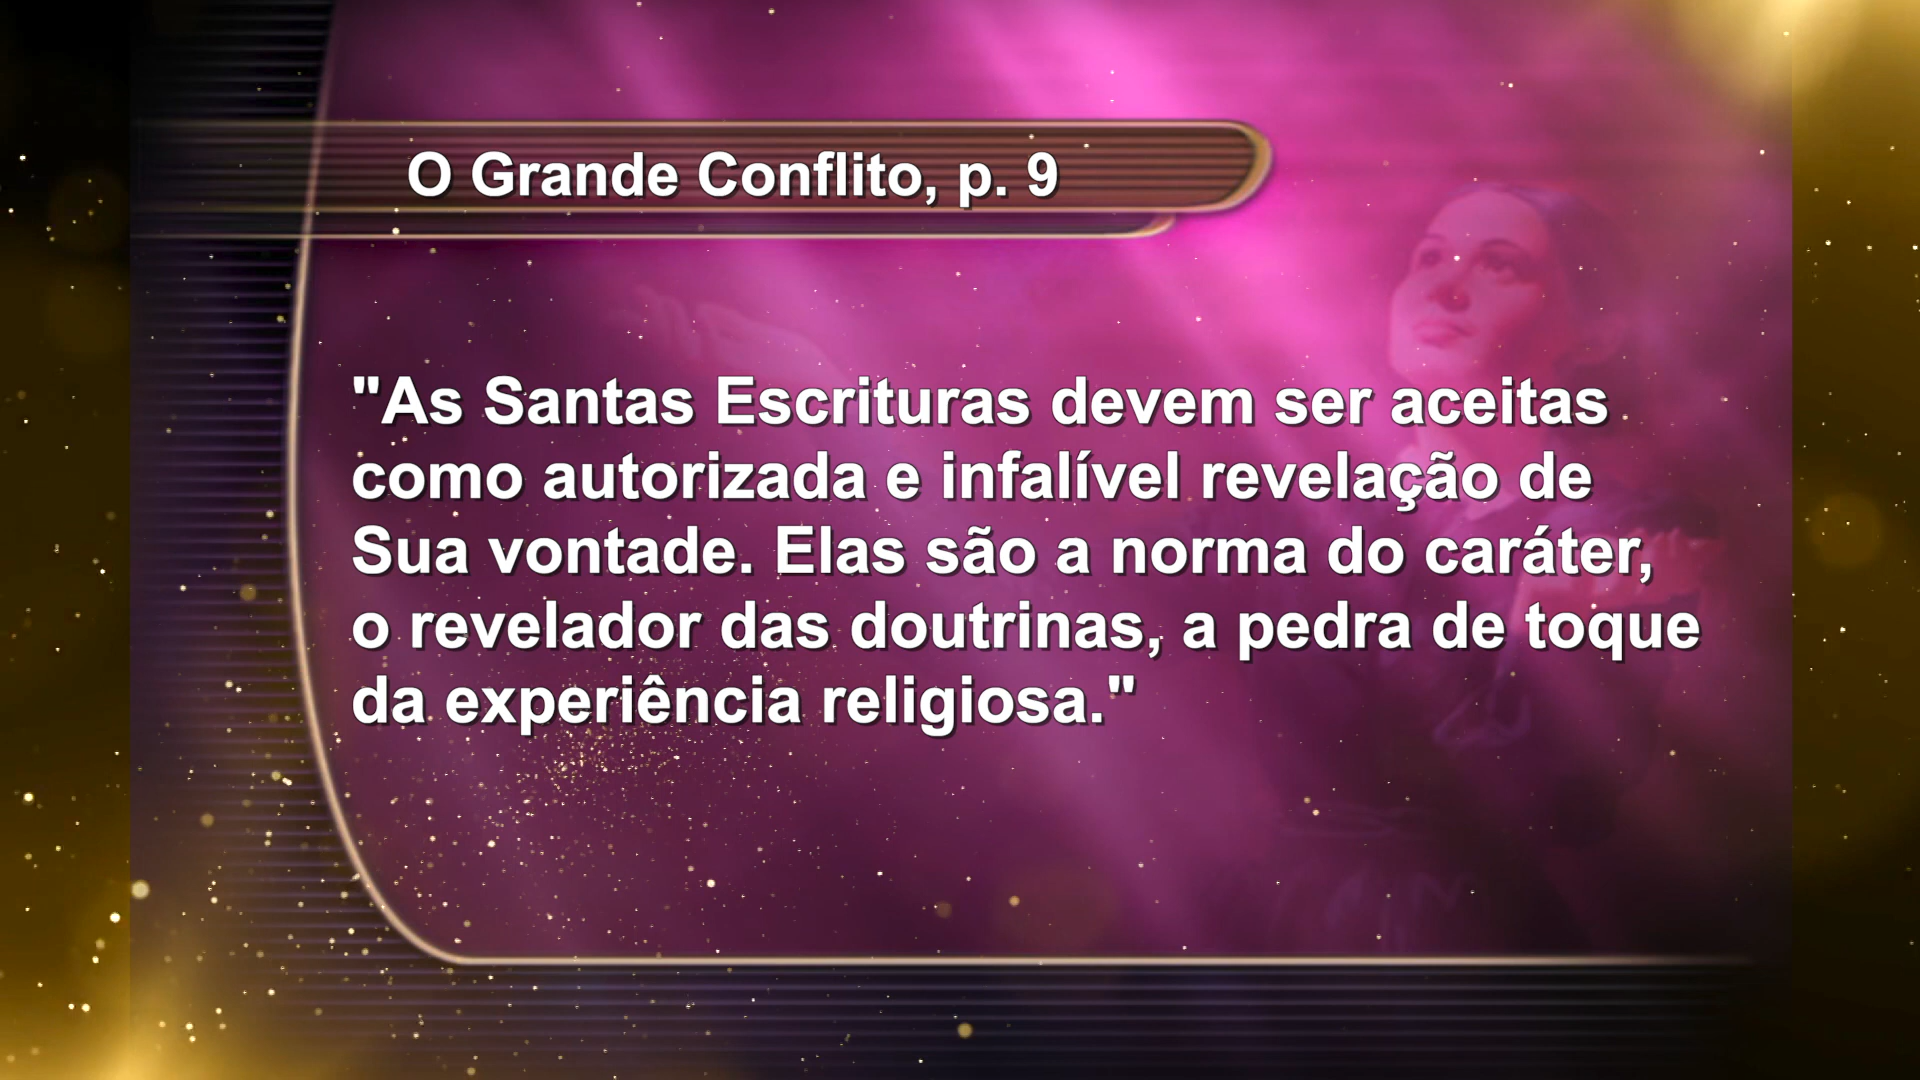 O Grande Conflito, p. 9
"As Santas Escrituras devem ser aceitas
como autorizada e infalível revelação de
Sua vontade. Elas são a norma do caráter,
o revelador das doutrinas, a pedra de toque
da experiência religiosa."